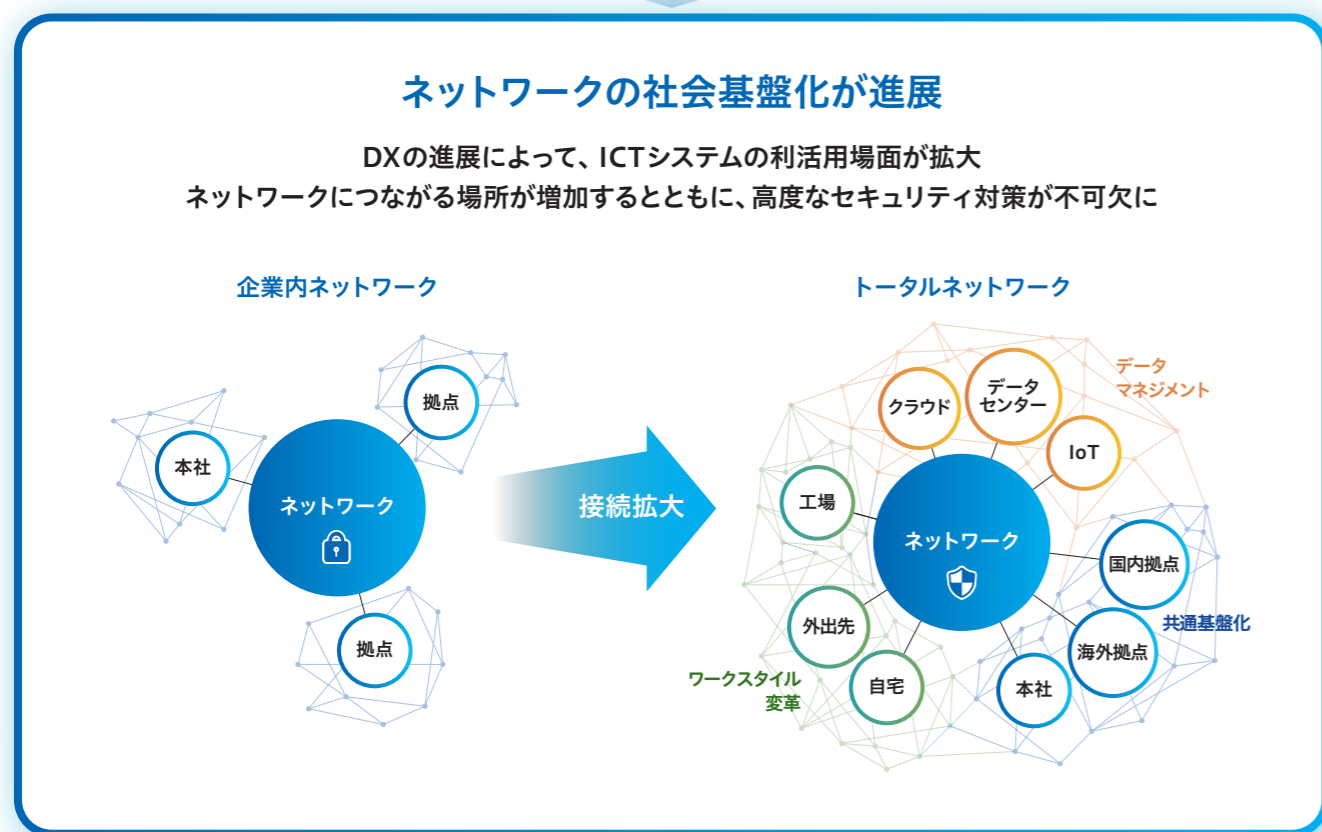 ネットワークの社会基盤化が進展
DXの進展によって、ICTシステムの利活用場面が拡大
ネットワークにつながる場所が増加するとともに、高度なセキュリティ対策が不可欠に
企業内ネットワーク
拠点
本社
ネットワーク
拠点
接続拡大
トータルネットワーク
データ
マネジメント
クラウド
データ
センター
IoT
工場
ネットワーク
国内拠点
共通基盤化
外出先
海外拠点
ワークスタイル
変革
自宅
本社